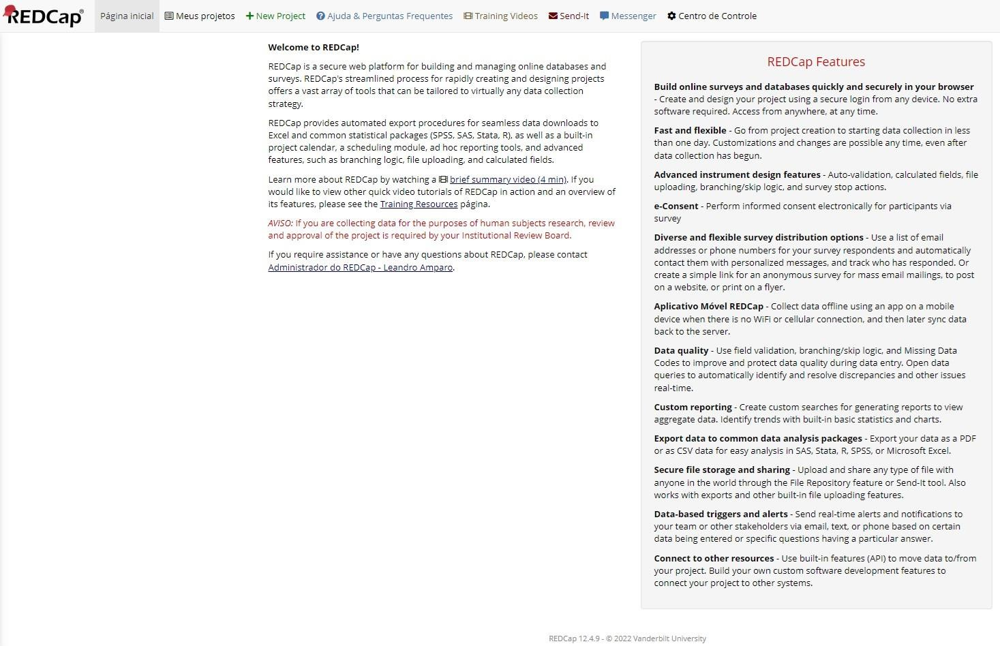 REDCap®
Página inicial Meus projetos New Project Ajuda & Perguntas Frequentes Training Videos Send-It Messenger Centro de Controle
Welcome to REDCap!
REDCap is a secure web platform for building and managing online databases and
surveys. REDCap's streamlined process for rapidly creating and designing projects
offers a vast array of tools that can be tailored to virtually any data collection
strategy.
REDCap provides automated export procedures for seamless data downloads to
Excel and common statistical packages (SPSS, SAS, Stata, R), as well as a built-in
project calendar, a scheduling module, ad hoc reporting tools, and advanced
features, such as branching logic, file uploading, and calculated fields.
Learn more about REDCap by watching a brief summary video (4 min). If you
would like to view other quick video tutorials of REDCap in action and an overview of
its features, please see the Training Resources página.
AVISO: If you are collecting data for the purposes of human subjects research, review
and approval of the project is required by your Institutional Review Board.
If you require assistance or have any questions about REDCap, please contact
Administrador do REDCap - Leandro Amparo.
REDCap Features
Build online surveys and databases quickly and securely in your browser
- Create and design your project using a secure login from any device. No extra
software required. Access from anywhere, at any time.
Fast and flexible - Go from project creation to starting data collection in less
than one day. Customizations and changes are possible any time, even after
data collection has begun.
Advanced instrument design features - Auto-validation, calculated fields, file
uploading, branching/skip logic, and survey stop actions.
e-Consent - Perform informed consent electronically for participants via
survey
Diverse and flexible survey distribution options - Use a list of email
addresses or phone numbers for your survey respondents and automatically
contact them with personalized messages, and track who has responded. Or
create a simple link for an anonymous survey for mass email mailings, to post
on a website, or print on a flyer.
Aplicativo Móvel REDCap - Collect data offline using an app on a mobile
device when there is no WiFi or cellular connection, and then later sync data
back to the server.
Data quality - Use field validation, branching/skip logic, and Missing Data
Codes to improve and protect data quality during data entry. Open data
queries to automatically identify and resolve discrepancies and other issues
real-time.
Custom reporting - Create custom searches for generating reports to view
aggregate data. Identify trends with built-in basic statistics and charts.
Export data to common data analysis packages - Export your data as a PDF
or as CSV data for easy analysis in SAS, Stata, R, SPSS, or Microsoft Excel.
Secure file storage and sharing - Upload and share any type of file with
anyone in the world through the File Repository feature or Send-It tool. Also
works with exports and other built-in file uploading features.
Data-based triggers and alerts - Send real-time alerts and notifications to
your team or other stakeholders via email, text, or phone based on certain
data being entered or specific questions having a particular answer.
Connect to other resources - Use built-in features (API) to move data to/from
your project. Build your own custom software development features to
connect your project to other systems.
REDCap 12.4.9 - © 2022 Vanderbilt University